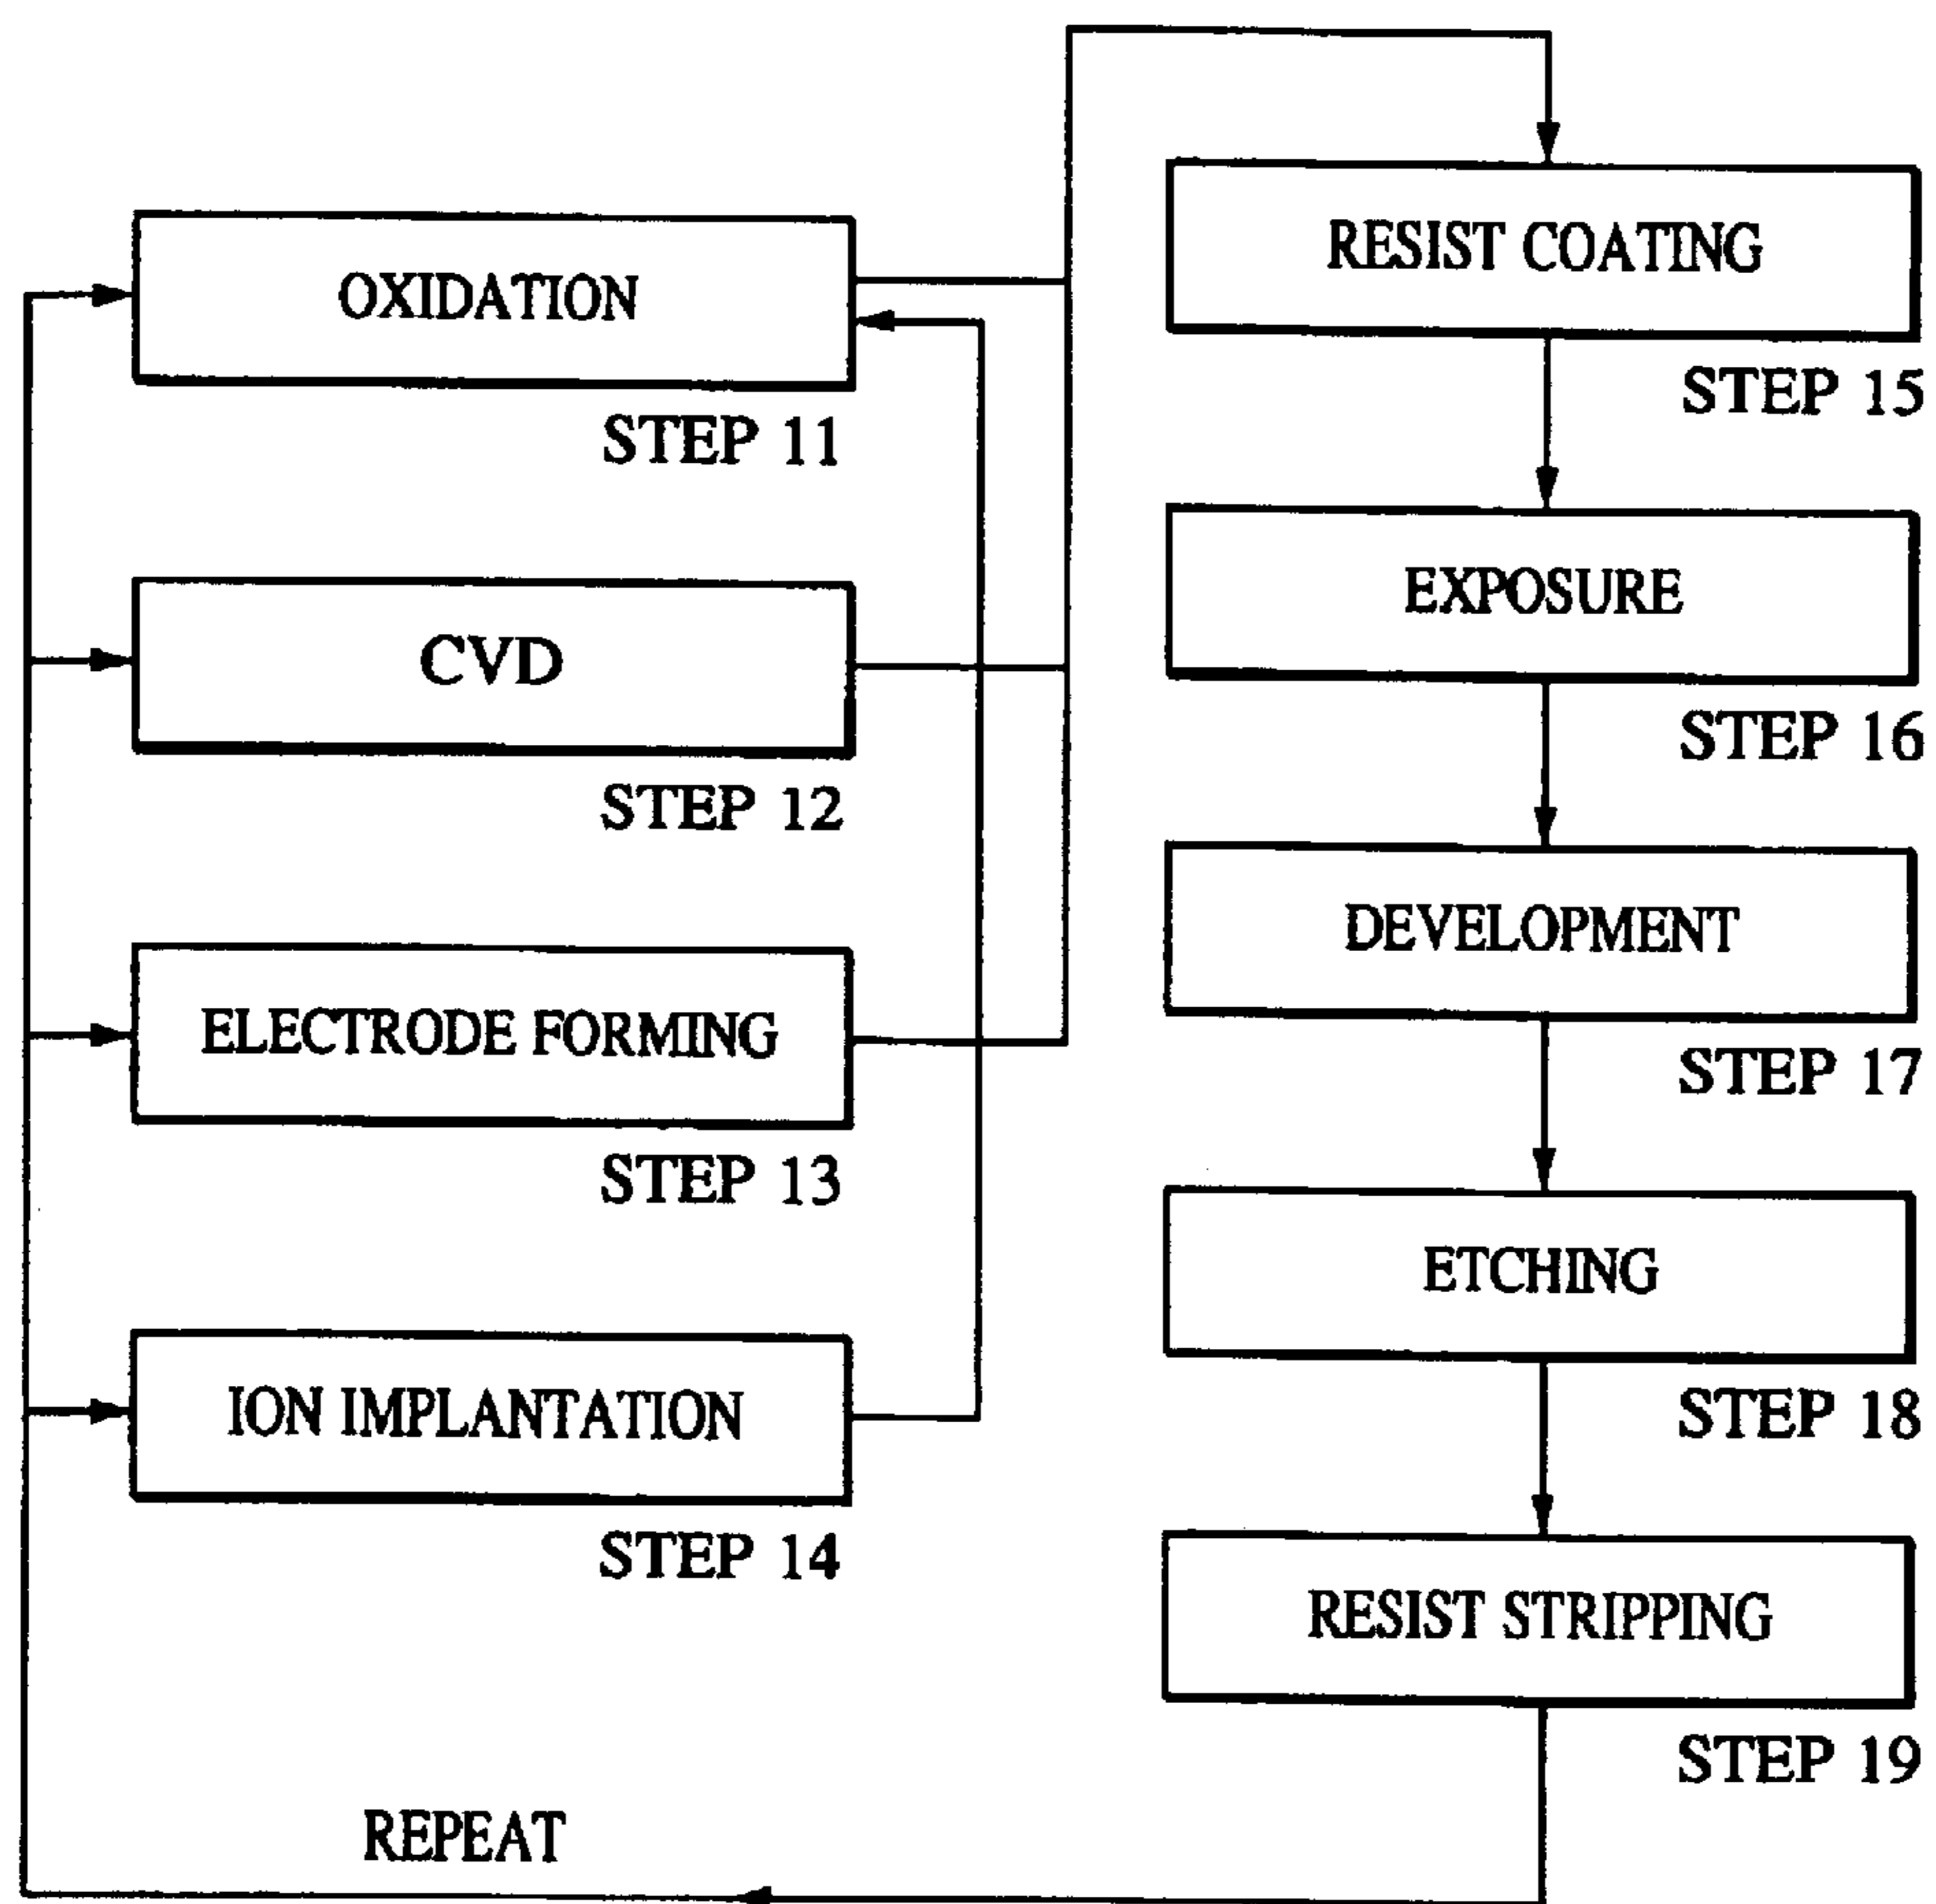 OXIDATION
STEP 11
CVD
STEP 12
ELECTRODE FORMING
STEP 13
ION IMPLANTATION
STEP 14
RESIST COATING
STEP 15
EXPOSURE
STEP 16
DEVELOPMENT
STEP 17
ETCHING
STEP 18
RESIST STRIPPING
STEP 19
REPEAT